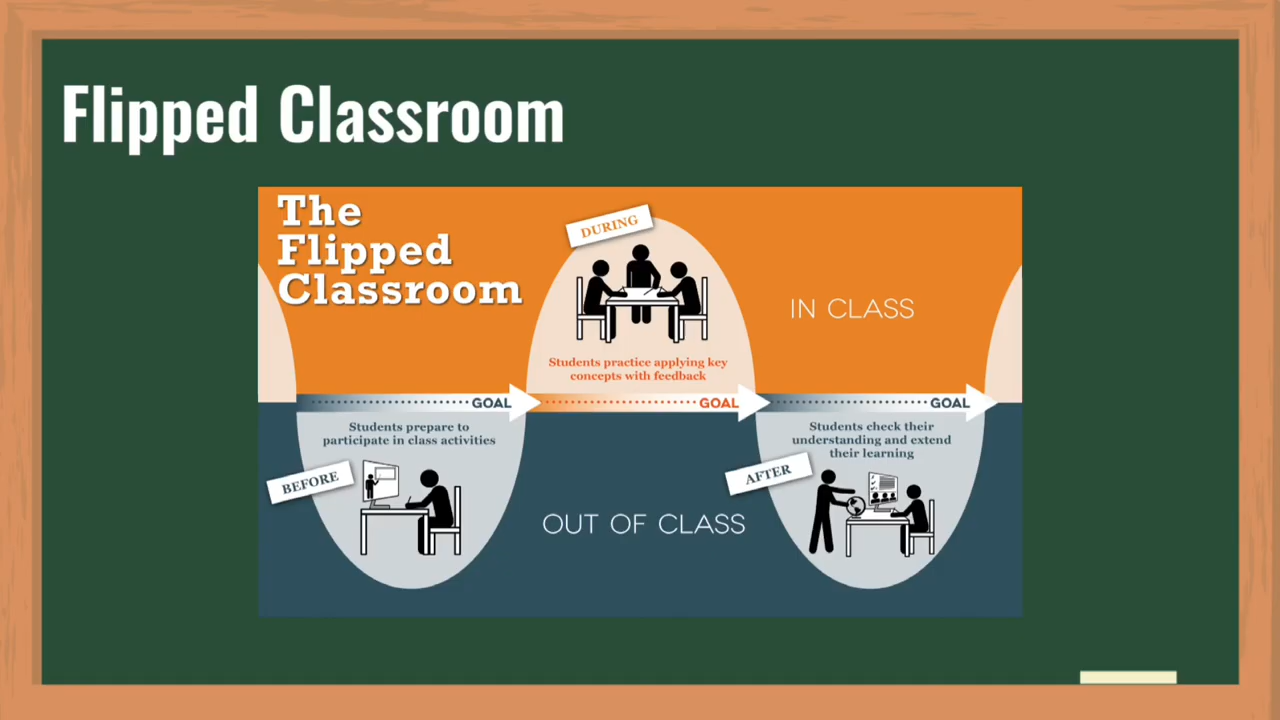 Flipped Classroom
The
Flipped
Classroom
DURING
IN CLASS
Students practice applying key
concepts with feedback
GOAL
GOAL
GOAL
Students prepare to
participate in class activities
BEFORE
OUT OF CLASS
Students check their
understanding and extend
their learning
AFTER